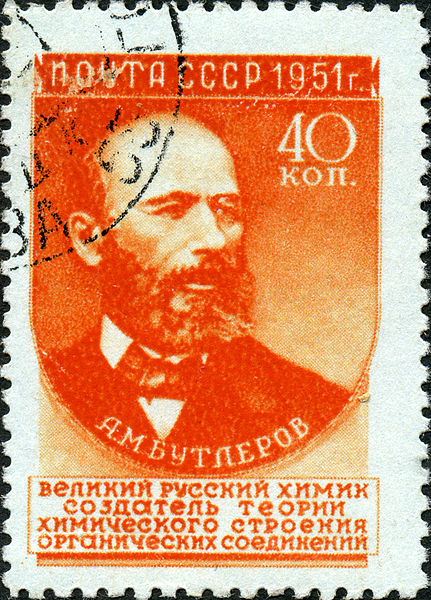 ПОЧТА СССР 1951г.
40
КОП.
А.М.БУТЛЕРОВ
ВЕЛИКИЙ РУССКИЙ ХИМИК
СОЗДАТЕЛЬ ТЕОРИИ
ХИМИЧЕСКОГО СТРОЕНИЯ
ОРГАНИЧЕСКИХ СОЕДИНЕНИЙ